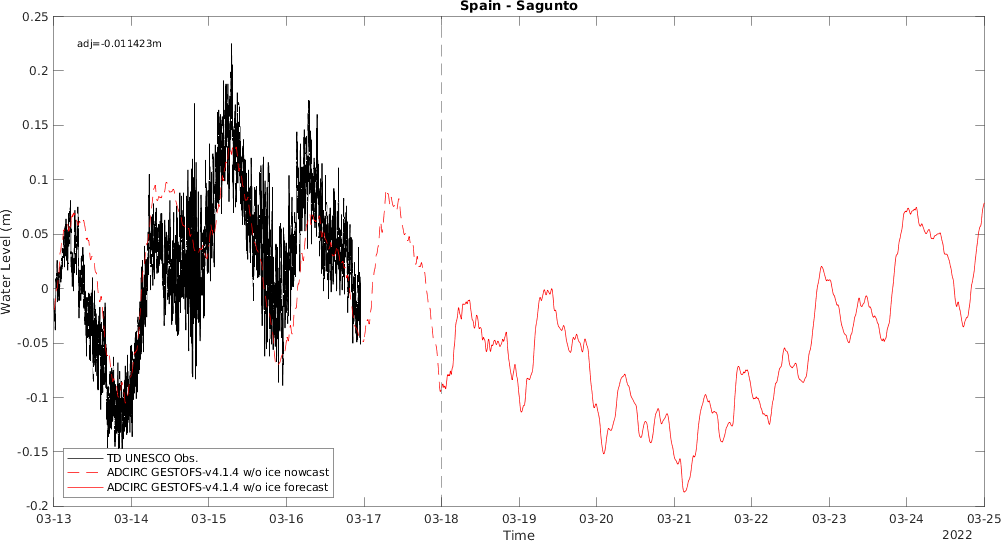 Spain - Sagunto
adj=-0.011423m
Water Level (m)
0.25
0.2
0.15
0.1
0.05
0
-0.05
-0.1
-0.15
-0.2
TD UNESCO Obs.
ADCIRC GESTOFS-v4.1.4 w/o ice nowcast
ADCIRC GESTOFS-v4.1.4 w/o ice forecast
03-13 03-14 03-15 03-16 03-17 03-18 03-19 03-20 03-21 03-22 03-23 03-24 03-25
Time
2022